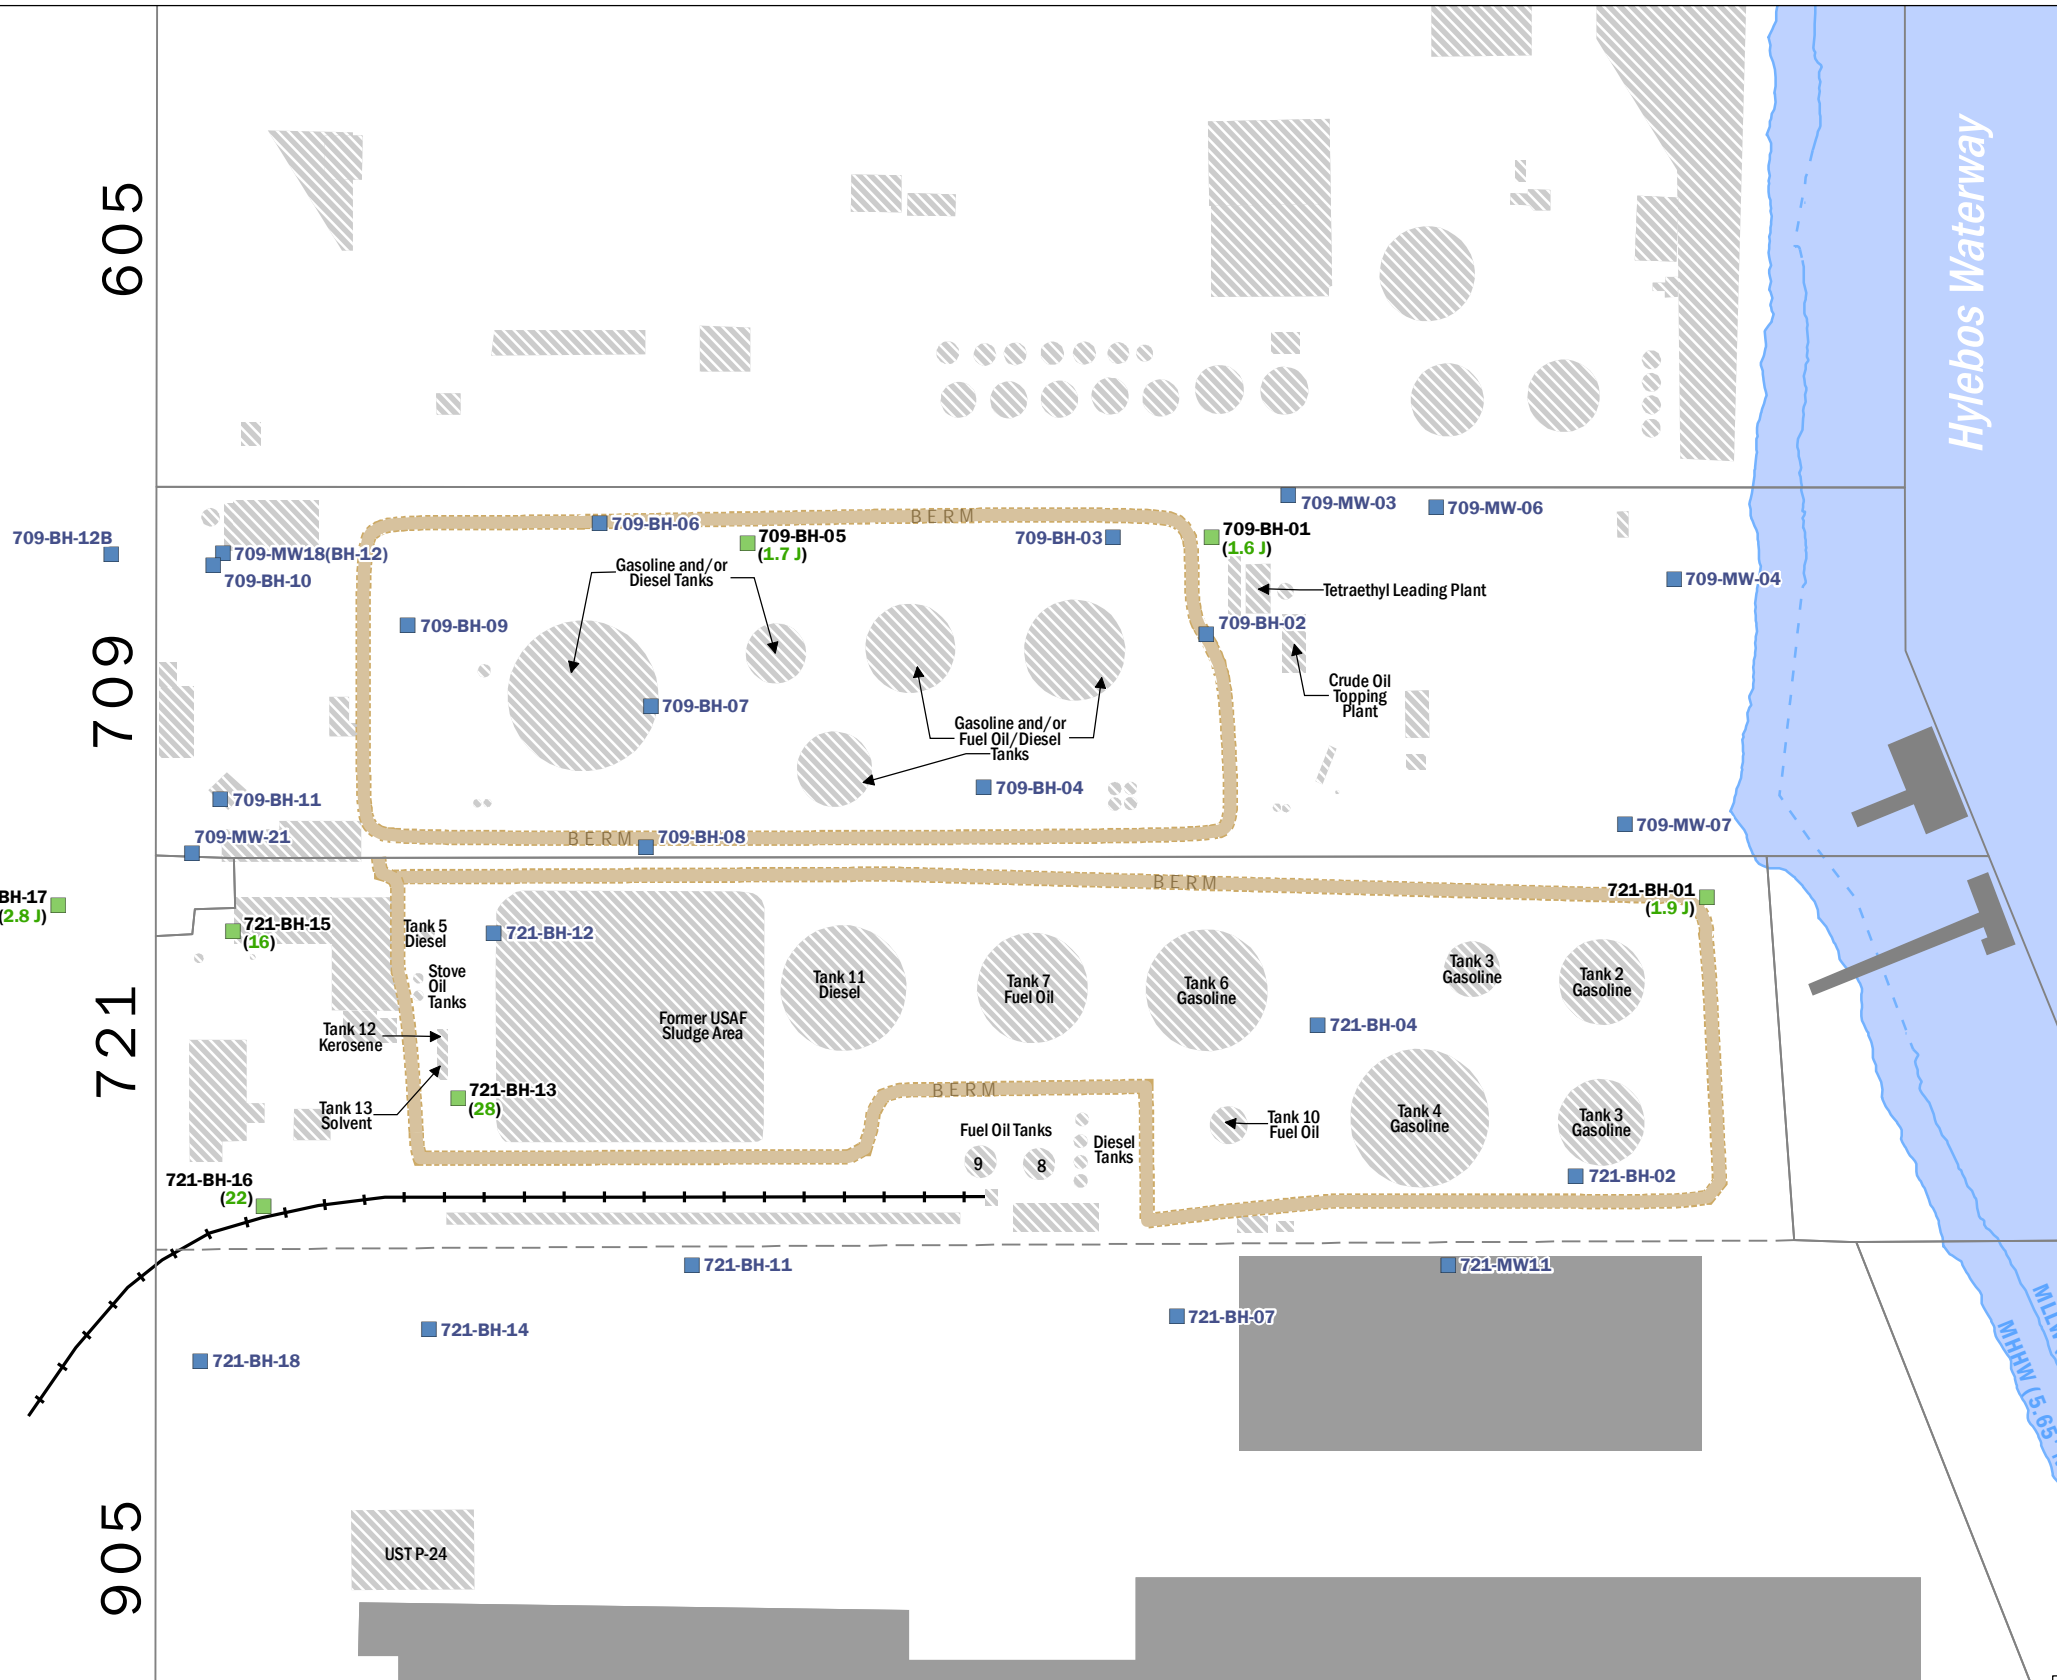 605
Hylebos Waterway
709-MW-03
709-MW-06
BERM
709-BH-06
709-BH-05
(1.7 J)
709-BH-03
709-BH-01
(1.6 J)
709-BH-12B
709-MW18(BH-12)
709-BH-10
Gasoline and/or
Diesel Tanks
709-MW-04
Tetraethyl Leading Plant
709-BH-09
709-BH-02
709
709-BH-07
Crude Oil
Topping
Plant
Gasoline and/or
Fuel Oil/Diesel
Tanks
709-BH-04
709-BH-11
709-MW-07
709-MW-21
BERM
709-BH-08
BERM
BH-17
(2.8 J)
721-BH-01
(1.9 J)
721-BH-15
(16)
Tank 5
Diesel
721-BH-12
Stove
Oil
Tanks
Tank 11
Diesel
Tank 7
Fuel Oil
Tank 6
Gasoline
Tank 3
Gasoline
Tank 2
Gasoline
721
Former USAF
Sludge Area
721-BH-04
Tank 12
Kerosene
BERM
721-BH-13
(28)
Tank 13
Solvent
Fuel Oil Tanks
9
8
Diesel
Tanks
Tank 10
Fuel Oil
Tank 4
Gasoline
Tank 3
Gasoline
721-BH-16
(22)
721-BH-02
721-BH-11
721-MW11
721-BH-14
721-BH-07
721-BH-18
MLLW
MHHW (5.65'
905
UST P-24